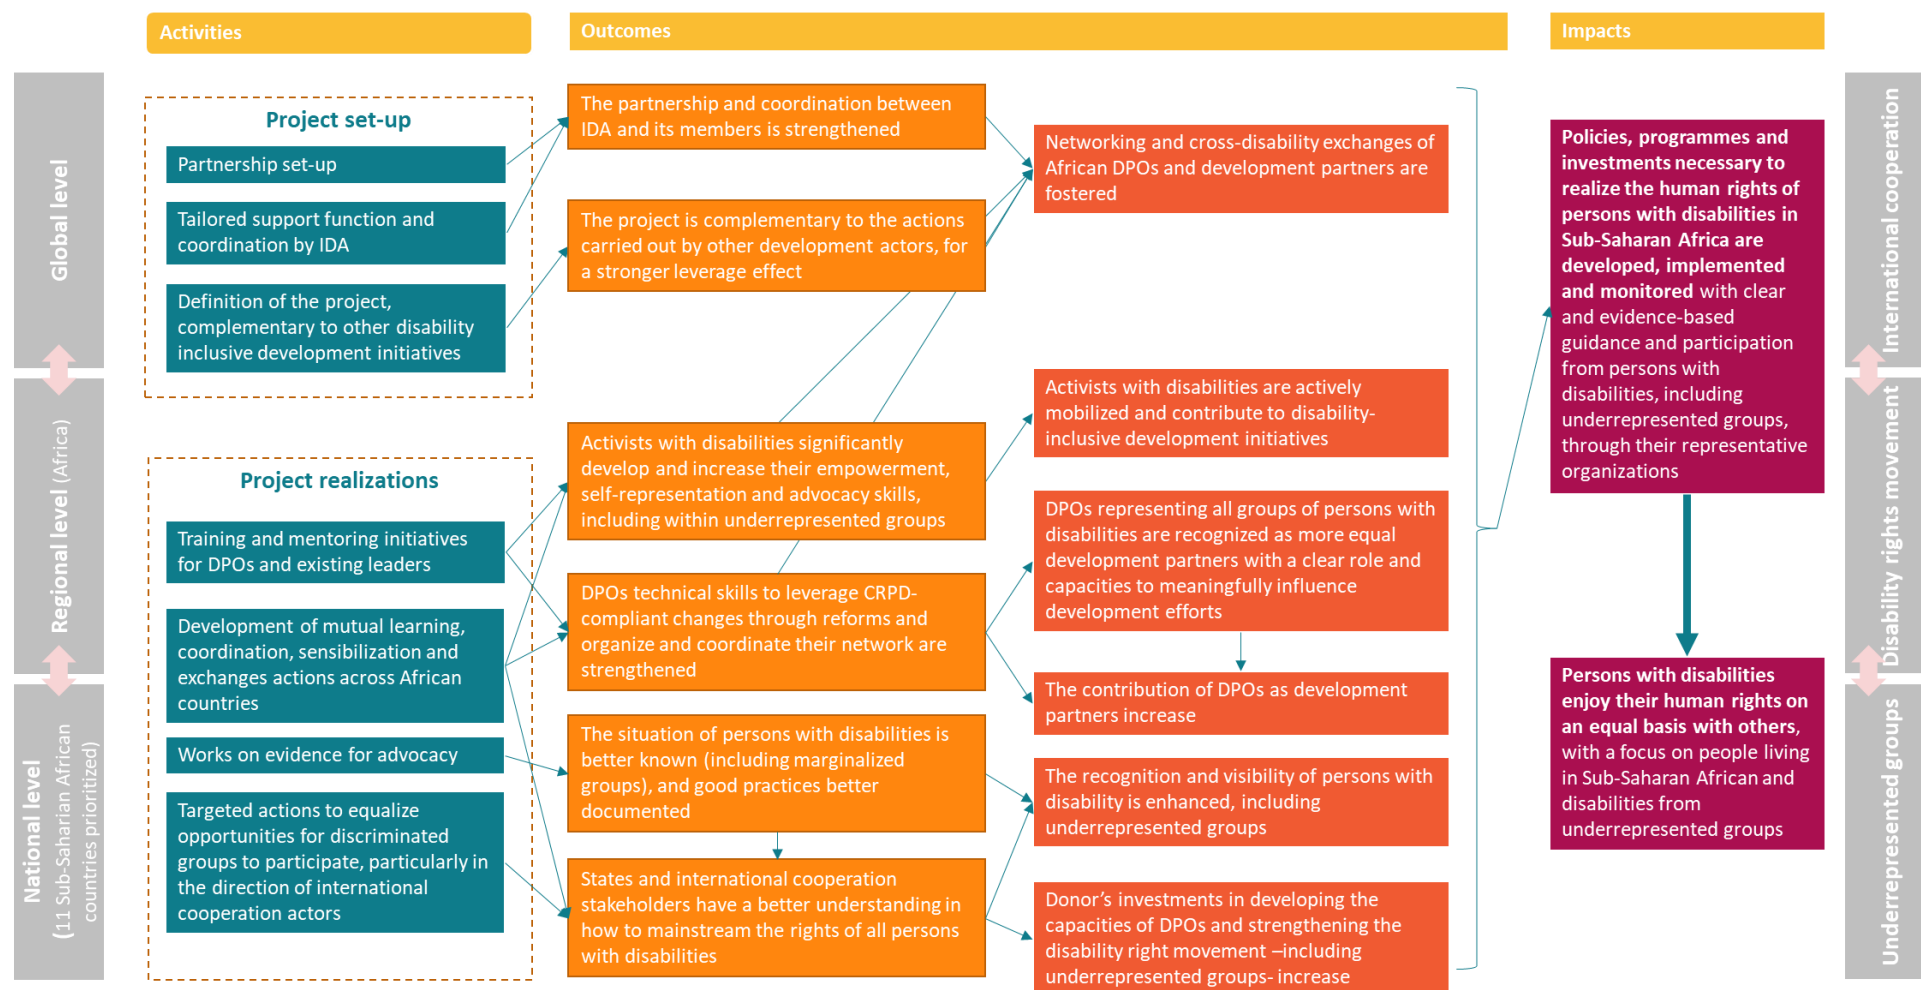 Activities
Outcomes
Impacts
Global level
Regional level (Africa)
National level
(11 Sub-Saharian African
countries prioritized)
Project set-up
Partnership set-up
Tailored support function and
coordination by IDA
Definition of the project,
complementary to other disability
inclusive development initiatives
Project realizations
Training and mentoring initiatives
for DPOs and existing leaders
Development of mutual learning,
coordination, sensibilization and
exchanges actions across African
countries
Works on evidence for advocacy
Targeted actions to equalize
opportunities for discriminated
groups to participate, particularly in
the direction of international
cooperation actors
The partnership and coordination between
IDA and its members is strengthened
The project is complementary to the actions
carried out by other development actors, for
a stronger leverage effect
Activists with disabilities significantly
develop and increase their empowerment,
self-representation and advocacy skills,
including within underrepresented groups
DPOs technical skills to leverage CRPD-
compliant changes through reforms and
organize and coordinate their network are
strengthened
The situation of persons with disabilities is
better known (including marginalized
groups), and good practices better
documented
States and international cooperation
stakeholders have a better understanding in
how to mainstream the rights of all persons
with disabilities
Networking and cross-disability exchanges of
African DPOs and development partners are
fostered
Activists with disabilities are actively
mobilized and contribute to disability-
inclusive development initiatives
DPOs representing all groups of persons with
disabilities are recognized as more equal
development partners with a clear role and
capacities to meaningfully influence
development efforts
The contribution of DPOs as development
partners increase
The recognition and visibility of persons with
disability is enhanced, including
underrepresented groups
Donor’s investments in developing the
capacities of DPOs and strengthening the
disability right movement –including
underrepresented groups- increase
Policies, programmes and
investments necessary to
realize the human rights of
persons with disabilities in
Sub-Saharan Africa are
developed, implemented
and monitored with clear
and evidence-based
guidance and participation
from persons with
disabilities, including
underrepresented groups,
through their representative
organizations
Persons with disabilities
enjoy their human rights on
an equal basis with others,
with a focus on people living
in Sub-Saharan African and
disabilities from
underrepresented groups
International cooperation
Disability rights movement
Underrepresented groups